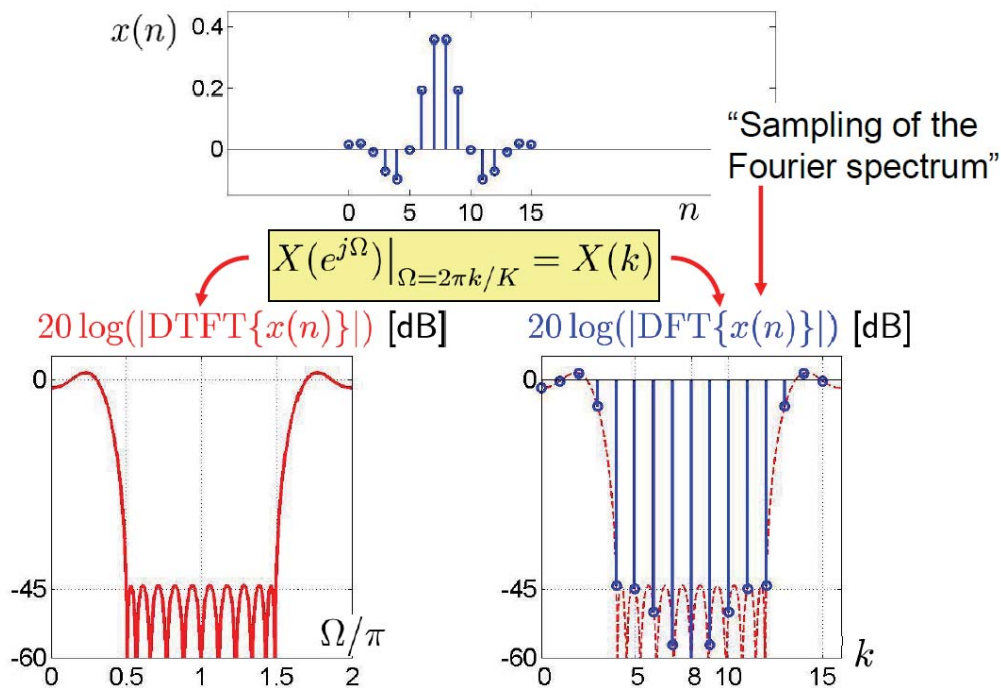 x(n)
0.4
0.2
0
0 5 10 15
n
“Sampling of the
Fourier spectrum”
X(e^{jΩ})|_{Ω=2πk/K} = X(k)
20 log(|DTFT{x(n)}|) [dB]
0
-45
-60
0 0.5 1 1.5 2
Ω/π
20 log(|DFT{x(n)}|) [dB]
0
-45
-60
5 8 10 15
k